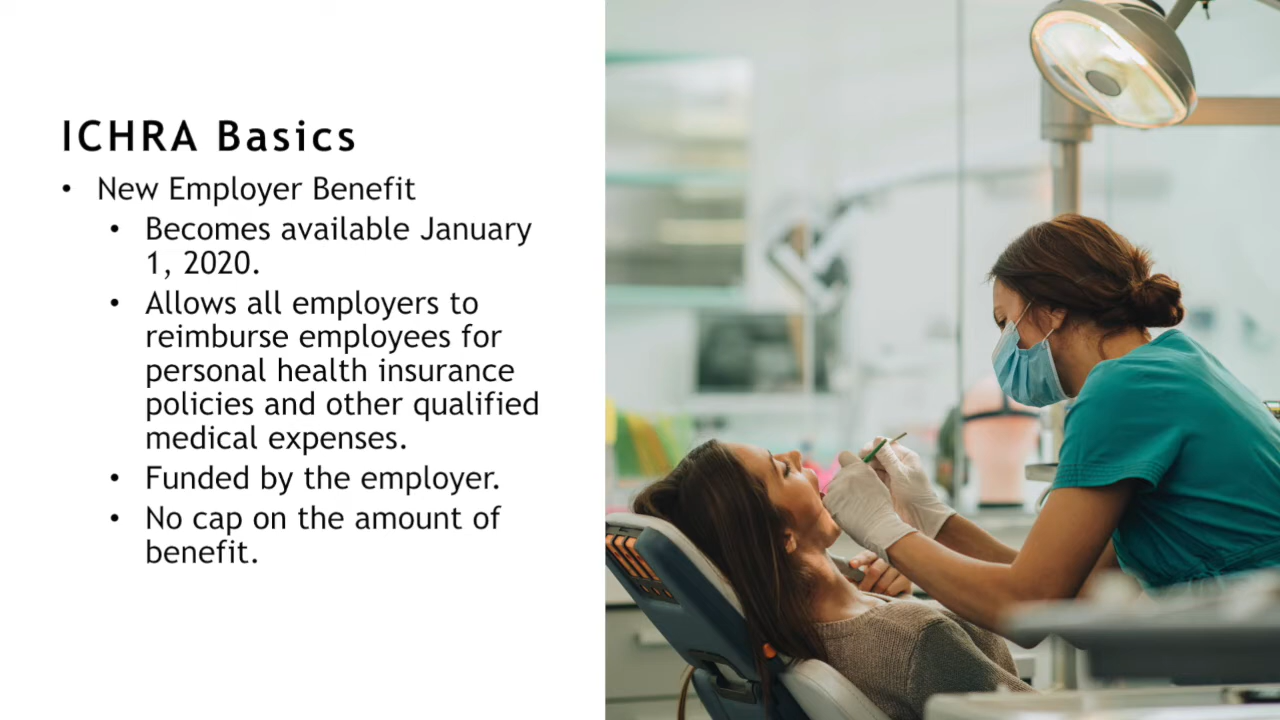 ICHRA Basics
• New Employer Benefit
• Becomes available January
1, 2020.
• Allows all employers to
reimburse employees for
personal health insurance
policies and other qualified
medical expenses.
• Funded by the employer.
• No cap on the amount of
benefit.